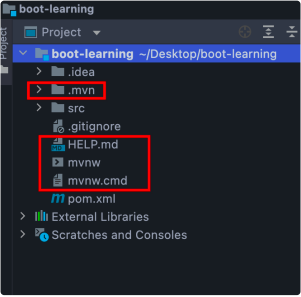 boot-learning
Project
Project
boot-learning ~/Desktop/boot-learning
.idea
.mvn
src
.gitignore
HELP.md
mvnw
mvnw.cmd
pom.xml
External Libraries
Scratches and Consoles